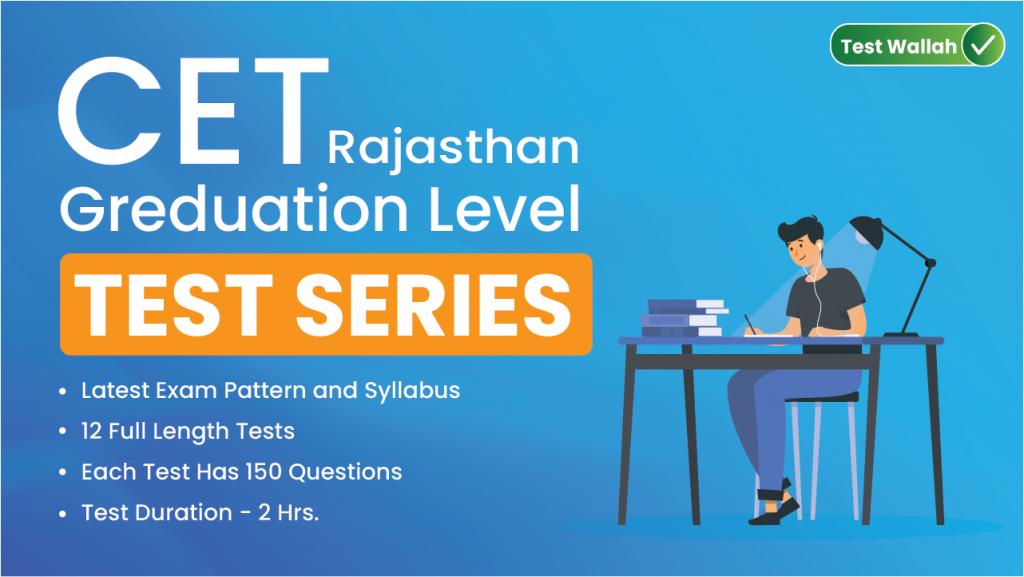 Test Wallah
CET Rajasthan
Greduation Level
TEST SERIES
• Latest Exam Pattern and Syllabus
• 12 Full Length Tests
• Each Test Has 150 Questions
• Test Duration - 2 Hrs.